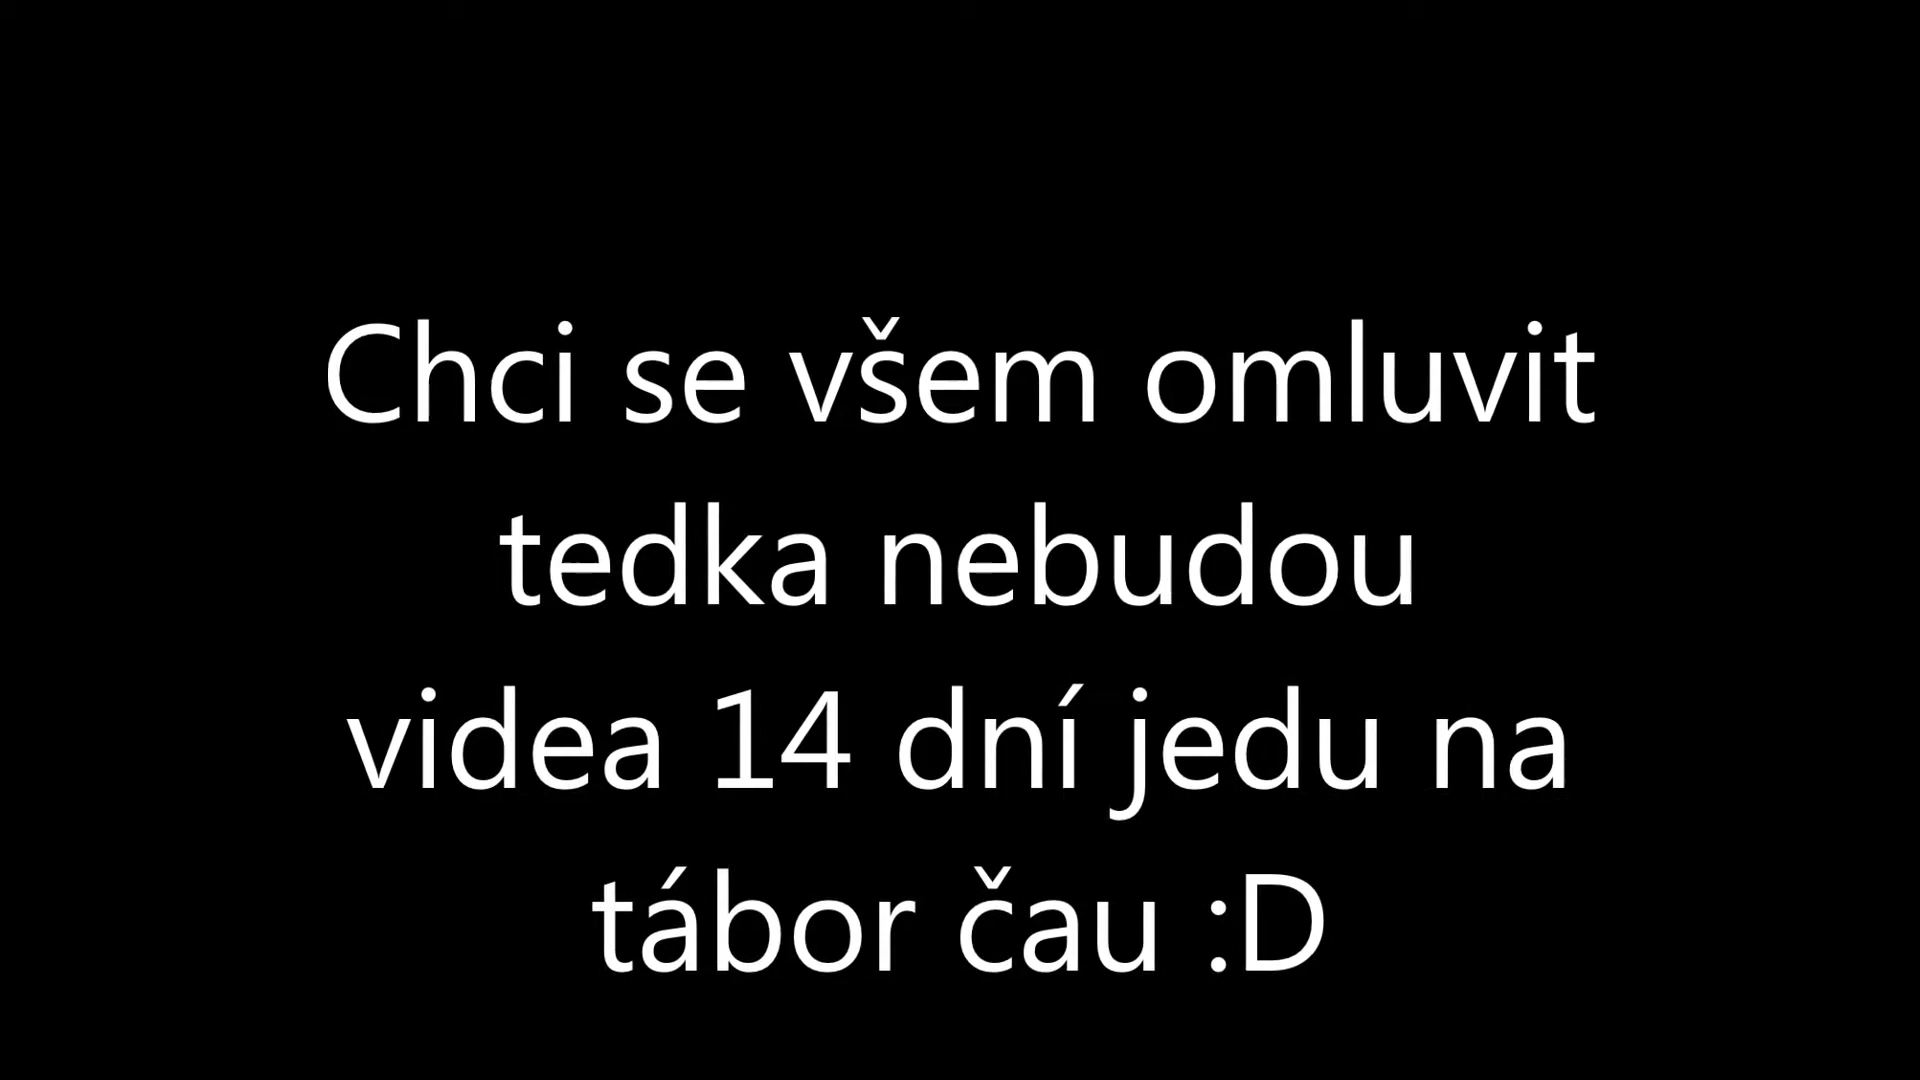 Chci se všem omluvit
tedka nebudou
videa 14 dní jedu na
tábor čau :D